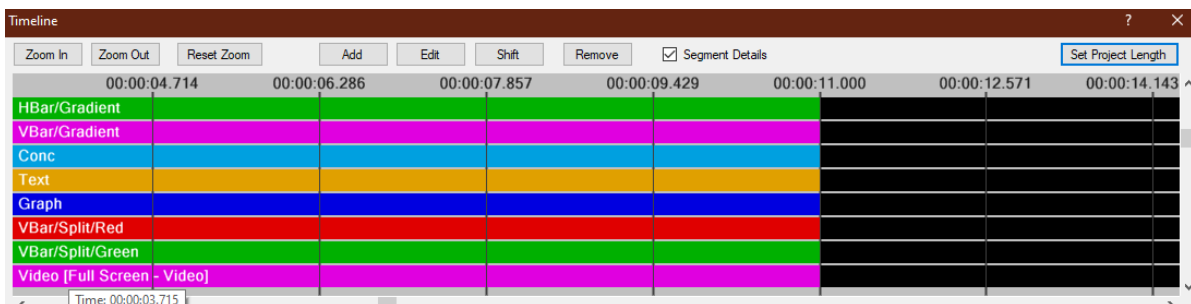 Timeline ?
Zoom In Zoom Out Reset Zoom Add Edit Shift Remove Segment Details Set Project Length
00:00:04.714 00:00:06.286 00:00:07.857 00:00:09.429 00:00:11.000 00:00:12.571 00:00:14.143
HBar/Gradient
VBar/Gradient
Conc
Text
Graph
VBar/Split/Red
VBar/Split/Green
Video [Full Screen - Video]
Time: 00:00:03.715